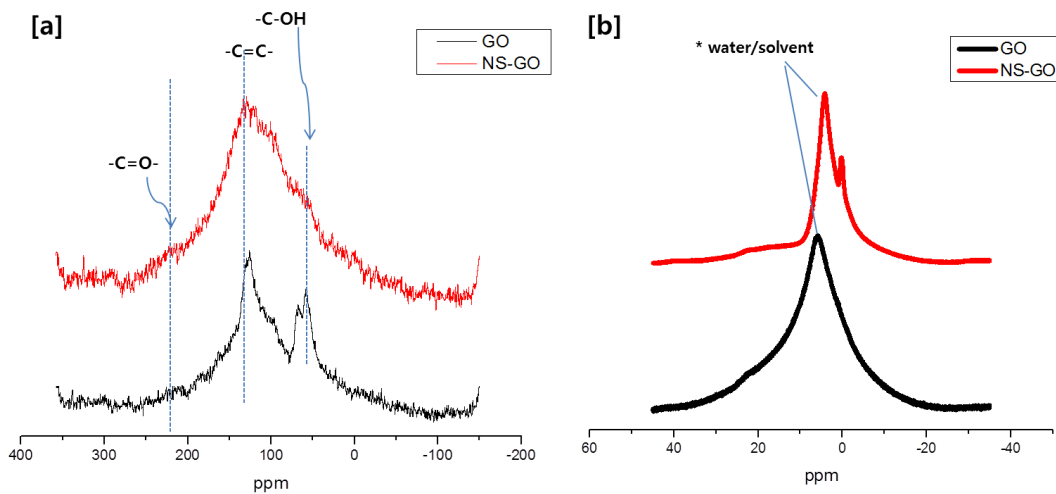 [a]
-C-OH
-C=C-
-C=O-
GO
NS-GO
400 300 200 100 0 -100 -200
ppm
[b]
* water/solvent
GO
NS-GO
60 40 20 0 -20 -40
ppm